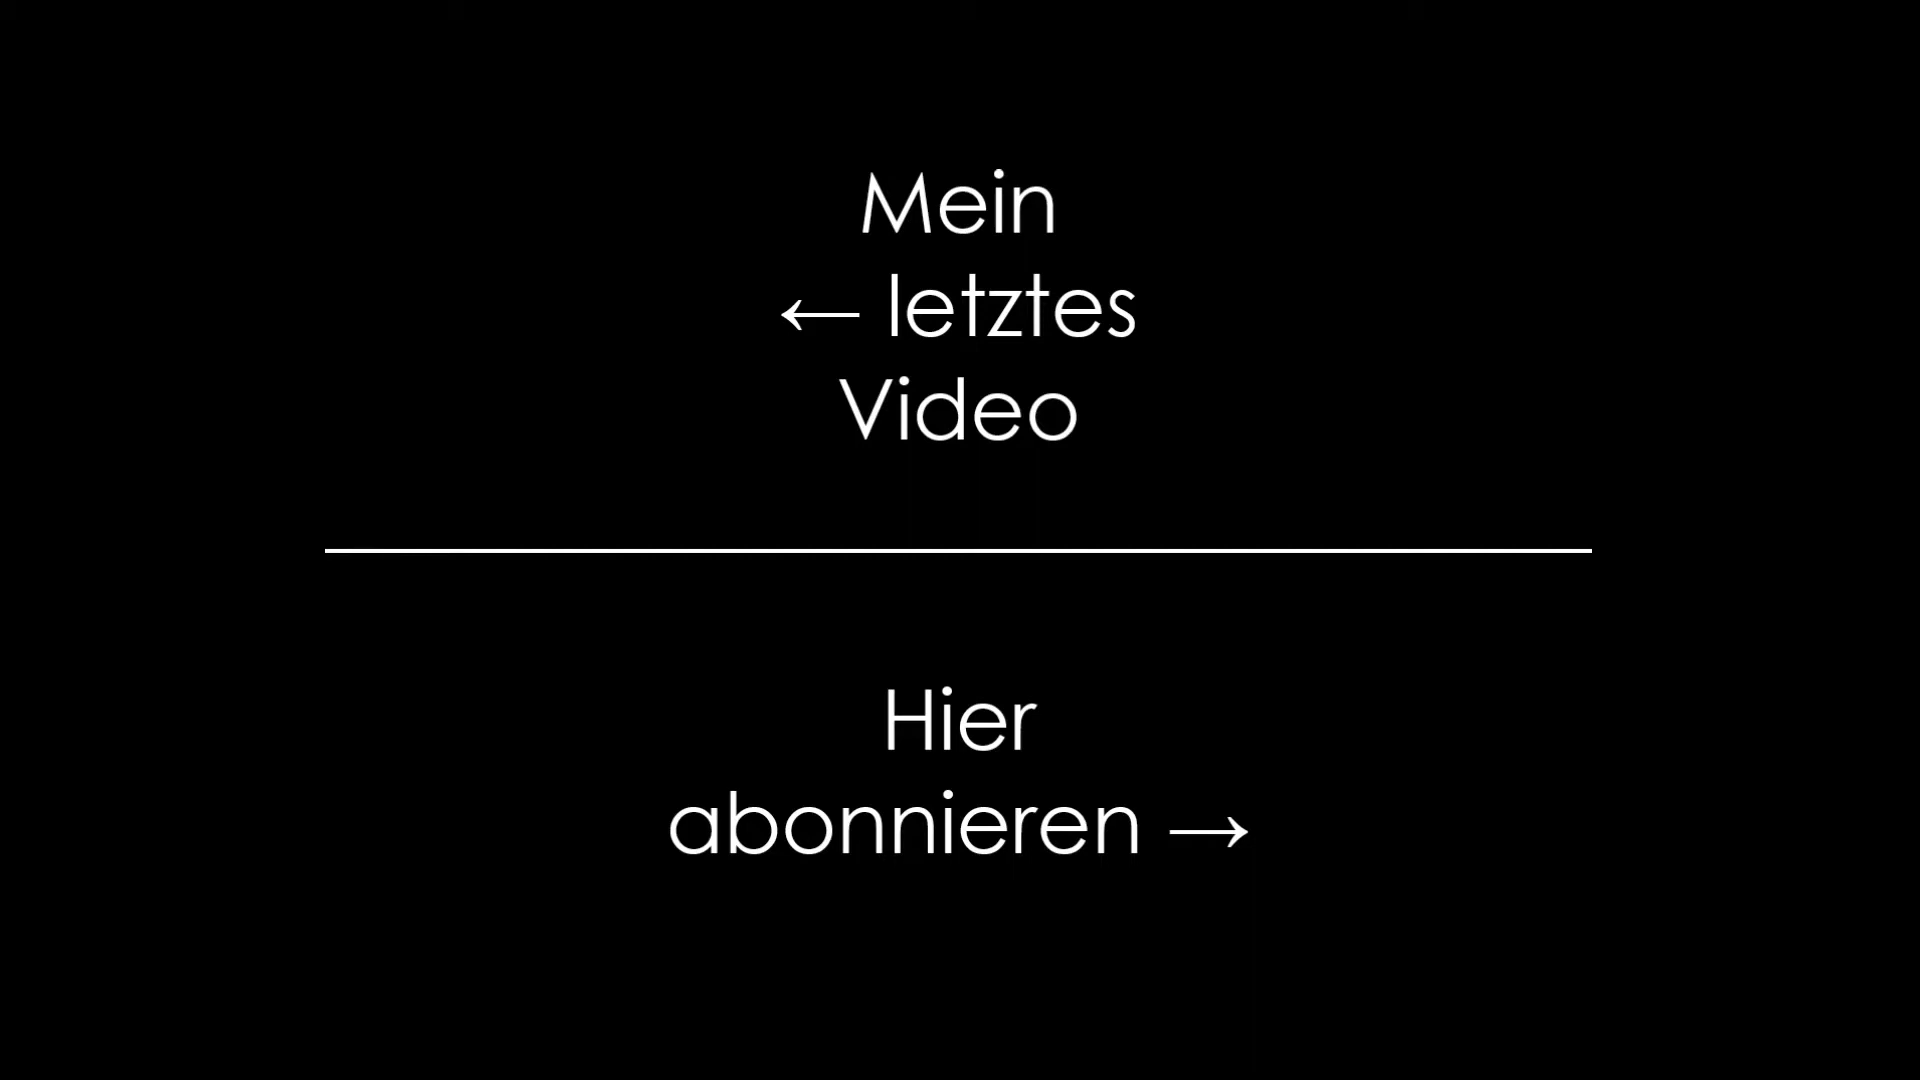 Mein
← letztes
Video
Hier
abonnieren →